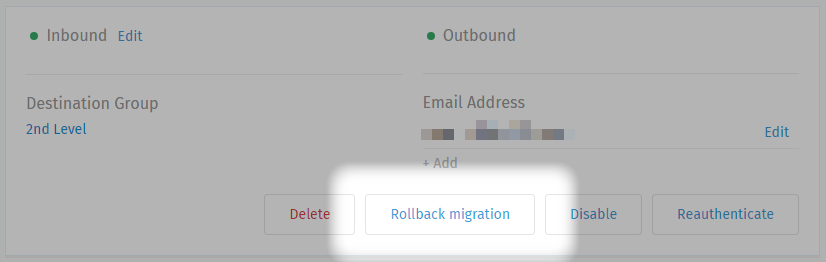 Inbound Edit
Outbound
Destination Group
2nd Level
Email Address
Edit
+ Add
Delete
Rollback migration
Disable
Reauthenticate